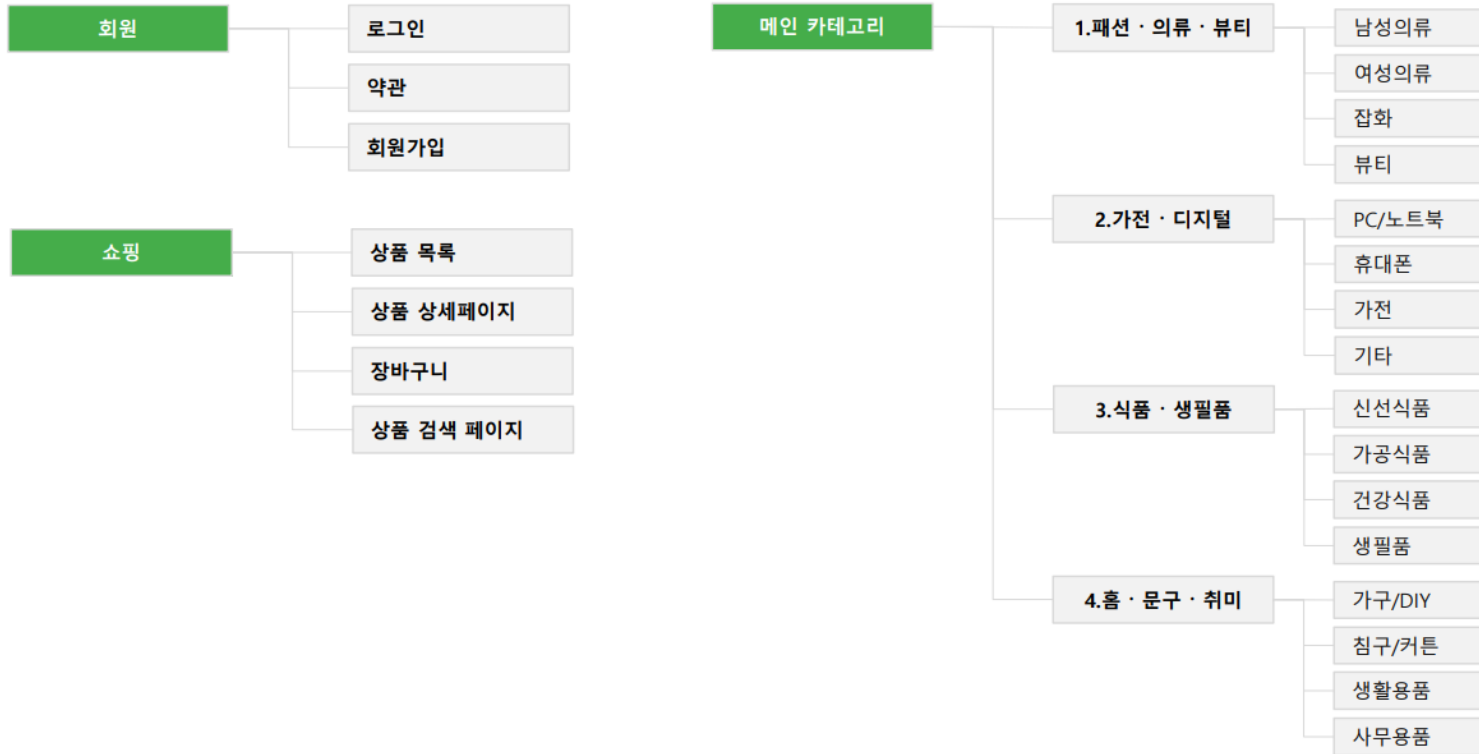 회원
로그인
약관
회원가입
쇼핑
상품 목록
상품 상세페이지
장바구니
상품 검색 페이지
메인 카테고리
1.패션 · 의류 · 뷰티
남성의류
여성의류
잡화
뷰티
2.가전 · 디지털
PC/노트북
휴대폰
가전
기타
3.식품 · 생필품
신선식품
가공식품
건강식품
생필품
4.홈 · 문구 · 취미
가구/DIY
침구/커튼
생활용품
사무용품